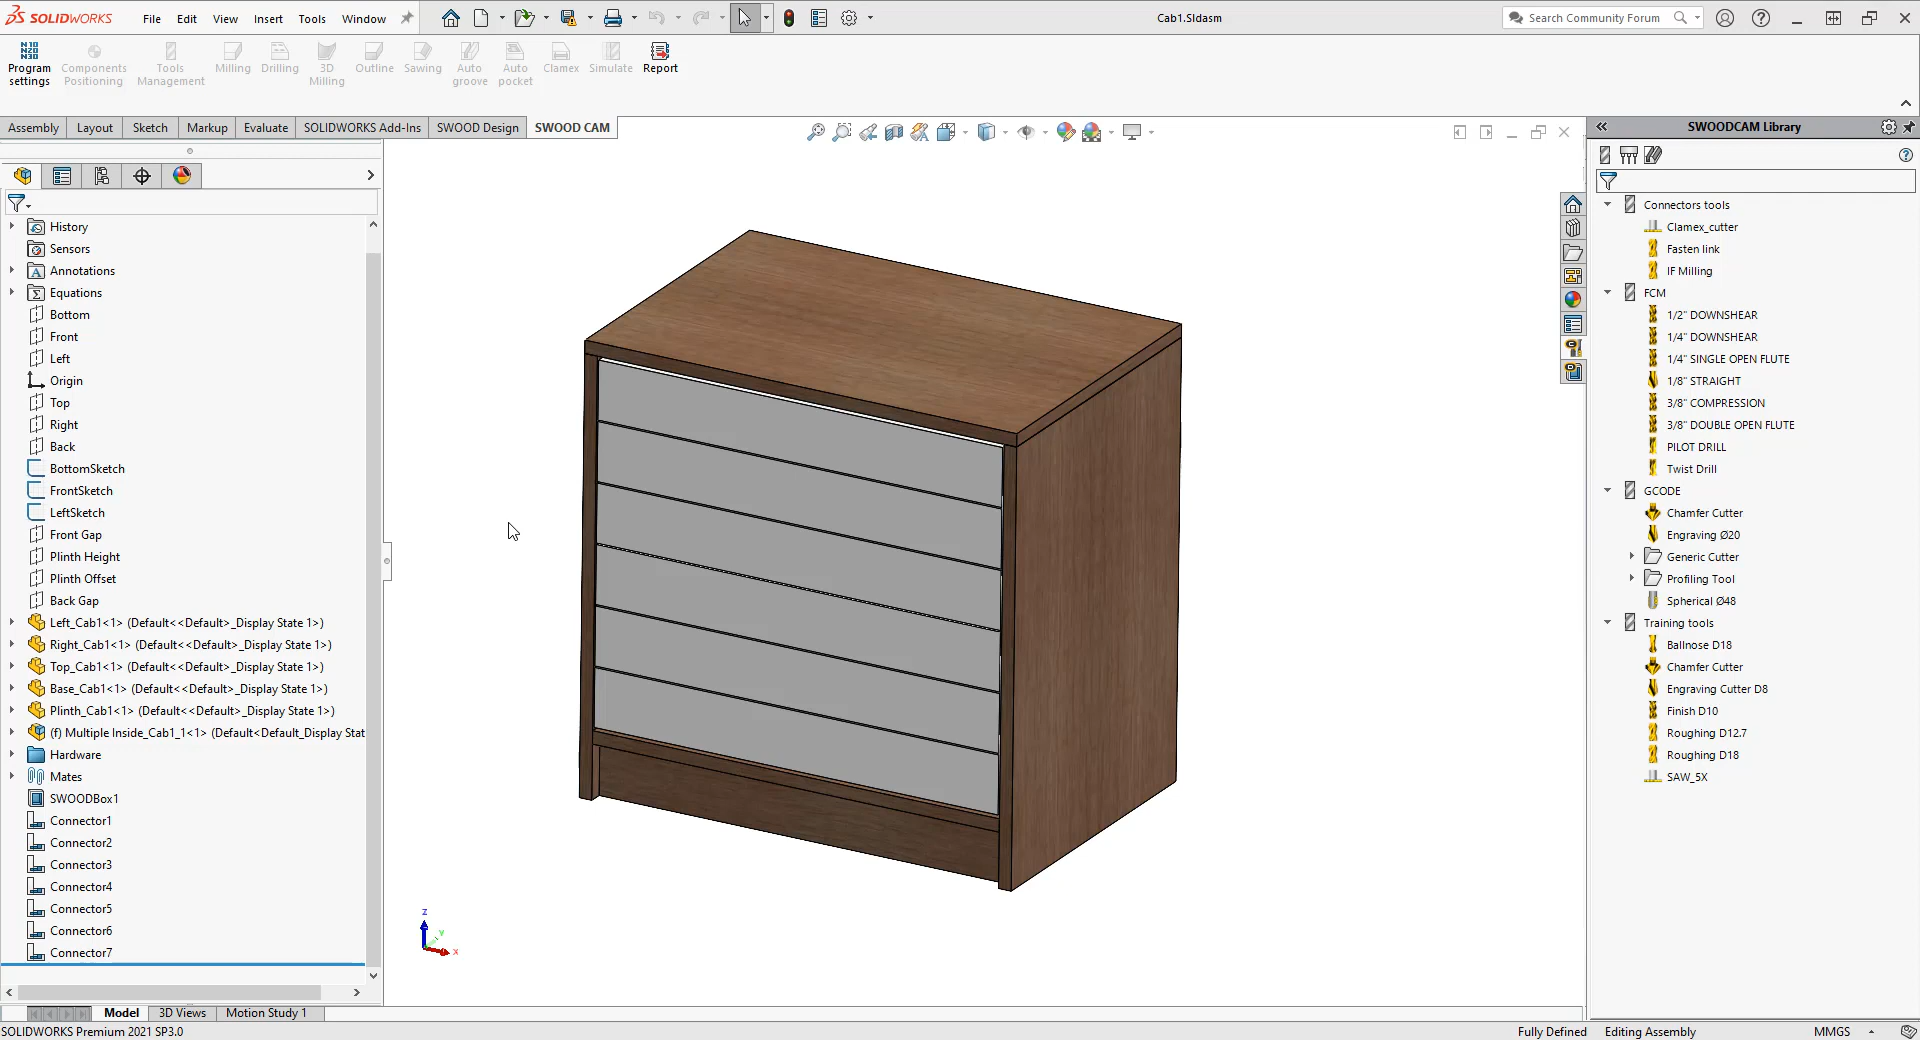 SOLIDWORKS File Edit View Insert Tools Window Cab1.Sldasm Search Community Forum
N10
N20
N30
Program settings
Components Positioning
Tools Management
Milling
Drilling
3D Milling
Outline
Sawing
Auto groove
Auto pocket
Clamex
Simulate
Report
Assembly Layout Sketch Markup Evaluate SOLIDWORKS Add-Ins SWOOD Design SWOOD CAM
History
Sensors
Annotations
Equations
Bottom
Front
Left
Origin
Top
Right
Back
BottomSketch
FrontSketch
LeftSketch
Front Gap
Plinth Height
Plinth Offset
Back Gap
Left_Cab1<1> (Default<<Default>_Display State 1>)
Right_Cab1<1> (Default<<Default>_Display State 1>)
Top_Cab1<1> (Default<<Default>_Display State 1>)
Base_Cab1<1> (Default<<Default>_Display State 1>)
Plinth_Cab1<1> (Default<<Default>_Display State 1>)
(f) Multiple Inside_Cab1_1<1> (Default<Default_Display Stat
Hardware
Mates
SWOODBox1
Connector1
Connector2
Connector3
Connector4
Connector5
Connector6
Connector7
z
y
x
SWOODCAM Library
Connectors tools
Clamex_cutter
Fasten link
IF Milling
FCM
1/2" DOWNSHEAR
1/4" DOWNSHEAR
1/4" SINGLE OPEN FLUTE
1/8" STRAIGHT
3/8" COMPRESSION
3/8" DOUBLE OPEN FLUTE
PILOT DRILL
Twist Drill
GCODE
Chamfer Cutter
Engraving Ø20
Generic Cutter
Profiling Tool
Spherical Ø48
Training tools
Ballnose D18
Chamfer Cutter
Engraving Cutter D8
Finish D10
Roughing D12.7
Roughing D18
SAW_5X
Model 3D Views Motion Study 1
SOLIDWORKS Premium 2021 SP3.0 Fully Defined Editing Assembly MMGS